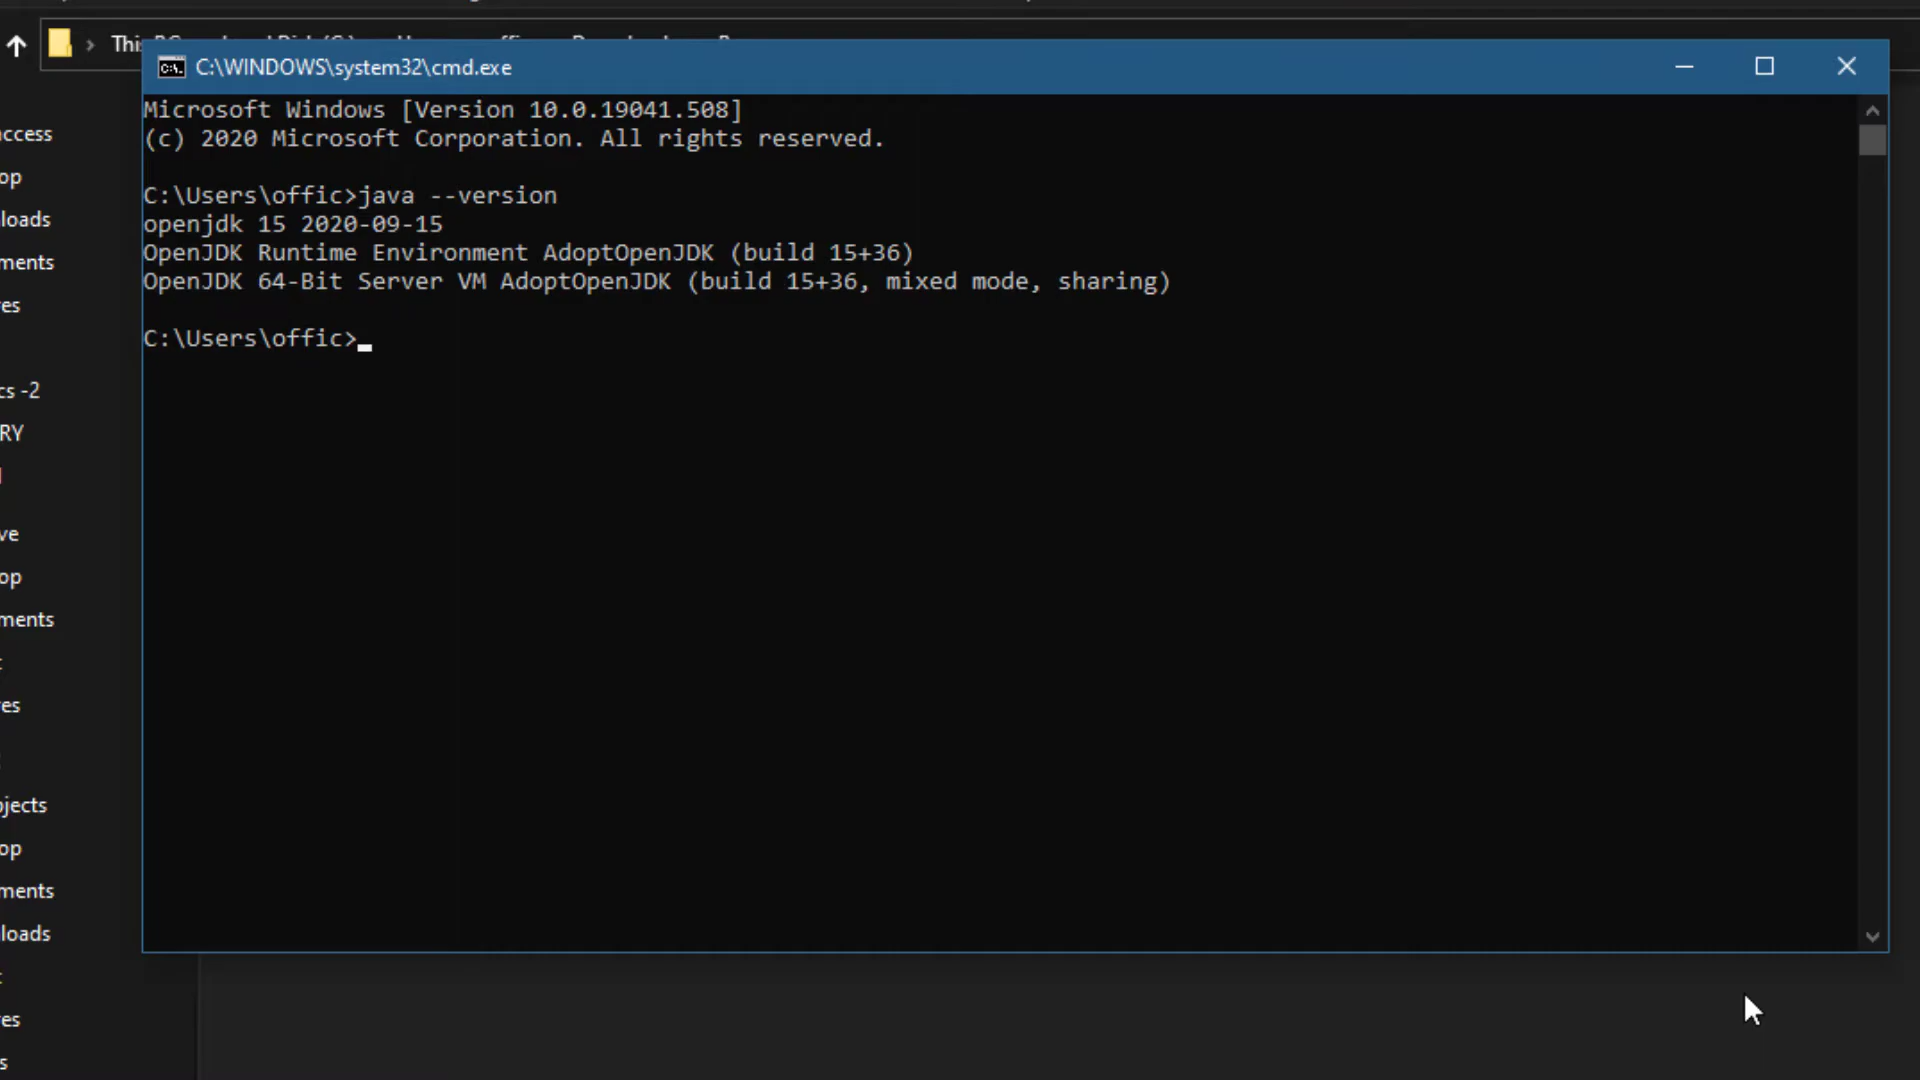 C:\WINDOWS\system32\cmd.exe
Microsoft Windows [Version 10.0.19041.508]
(c) 2020 Microsoft Corporation. All rights reserved.
C:\Users\offic>java --version
openjdk 15 2020-09-15
OpenJDK Runtime Environment AdoptOpenJDK (build 15+36)
OpenJDK 64-Bit Server VM AdoptOpenJDK (build 15+36, mixed mode, sharing)
C:\Users\offic>
ccess
op
loads
ments
es
cs -2
RY
ve
op
ments
es
jects
op
ments
loads
es
s